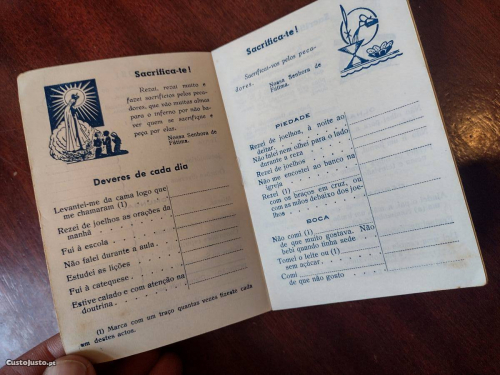 Sacrifica-te!
Rezai, rezai muito e
fazei sacrifícios pelos peca-
dores, que vão muitas almas
para o inferno por não ha-
ver quem se sacrifique e
peça por elas.
Nossa Senhora de
Fátima.
Deveres de cada dia
Levantei-me da cama logo que
me chamaram (1)
Rezei de joelhos as orações da
manhã
Fui à escola
Não falei durante a aula
Estudei as lições
Fui à catequese
Estive calado e com atenção na
doutrina
(1) Marca com um traço quantas vezes fizeste cada
um destes actos.
Sacrifica-te!
Sacrificai-vos pelos peca-
dores.
Nossa Senhora de
Fátima.
PIEDADE
Rezei de joelhos, à noite ao
deitar
Não falei nem olhei para o lado
durante a reza
Rezei de joelhos
Não me encostei ao banco na
igreja
Rezei (1)
com os braços em cruz, ou
com as mãos debaixo dos joe-
lhos
BOCA
Não comi (1)
de que muito gostava. Não
bebi quando tinha sede
Tomei o leite ou (1)
sem açúcar.
Comi
de que não gosto
CustoJusto.pt